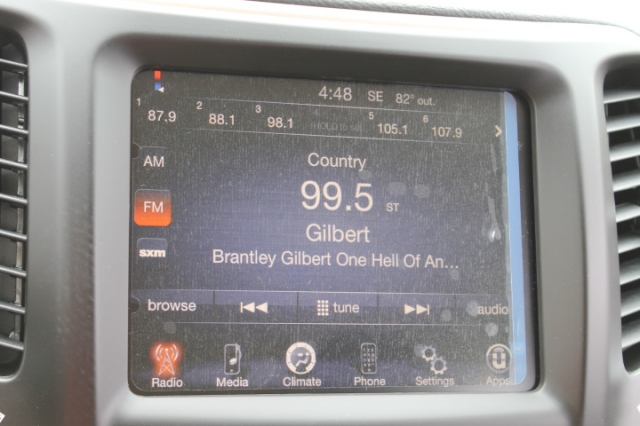 4:48 SE 82° out.
1 87.9 2 88.1 3 98.1 5 105.1 6 107.9
AM
Country
99.5 ST
FM
Gilbert
sxm
Brantley Gilbert One Hell Of An...
browse tune audio
Radio Media Climate Phone Settings Apps